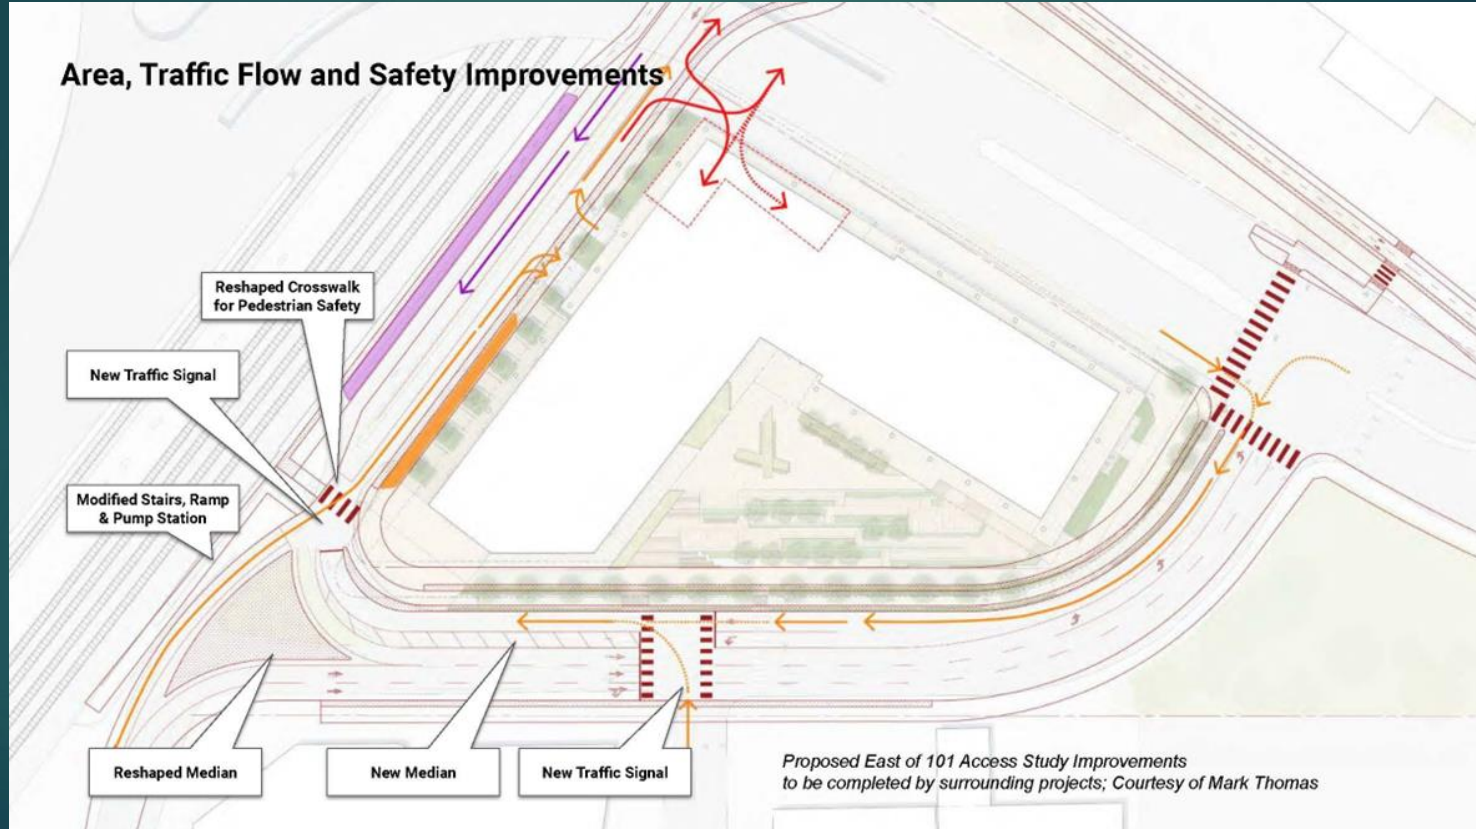 Area, Traffic Flow and Safety Improvements
Reshaped Crosswalk
for Pedestrian Safety
New Traffic Signal
Modified Stairs, Ramp
& Pump Station
Reshaped Median
New Median
New Traffic Signal
Proposed East of 101 Access Study Improvements
to be completed by surrounding projects; Courtesy of Mark Thomas